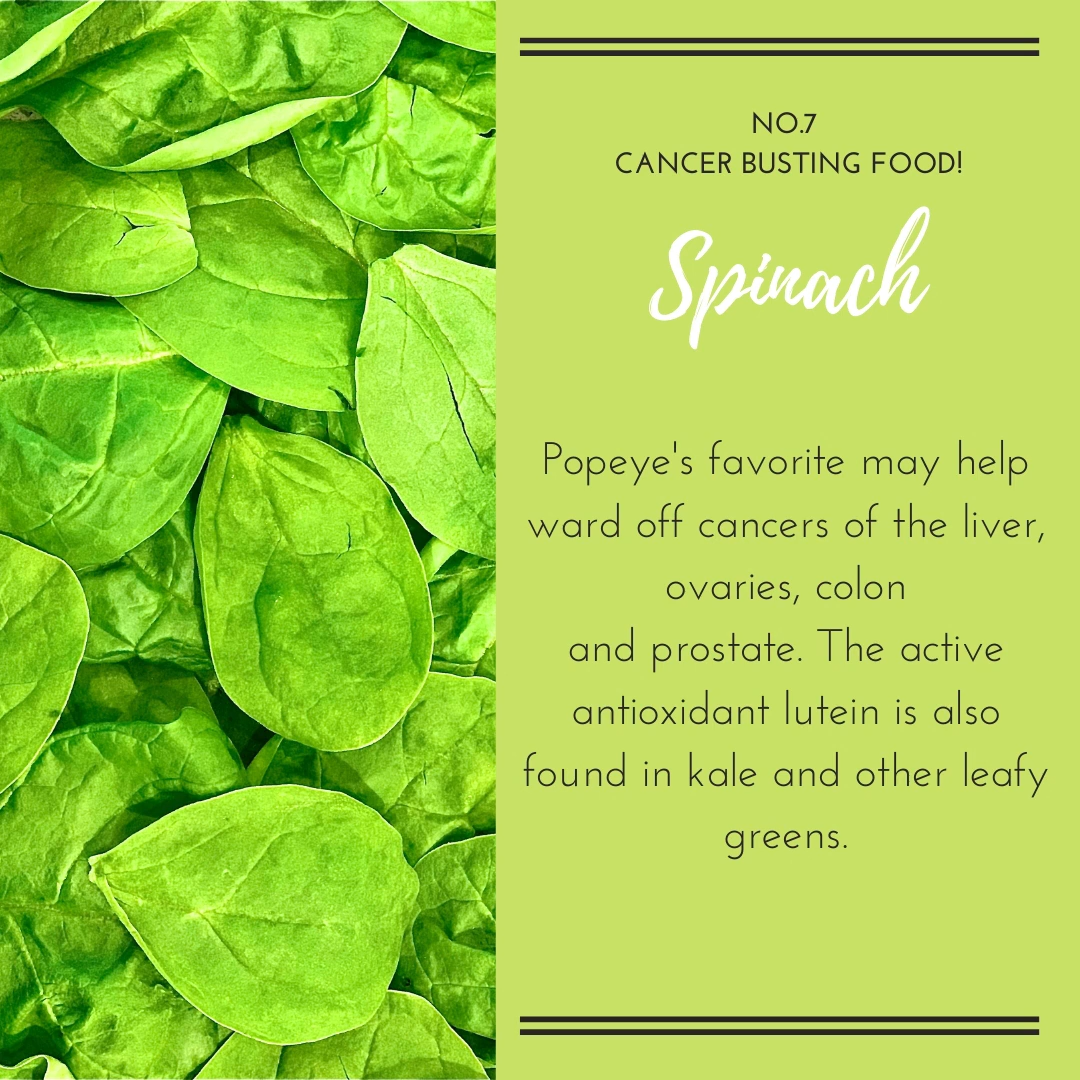 NO.7
CANCER BUSTING FOOD!
Spinach
Popeye's favorite may help
ward off cancers of the liver,
ovaries, colon
and prostate. The active
antioxidant lutein is also
found in kale and other leafy
greens.